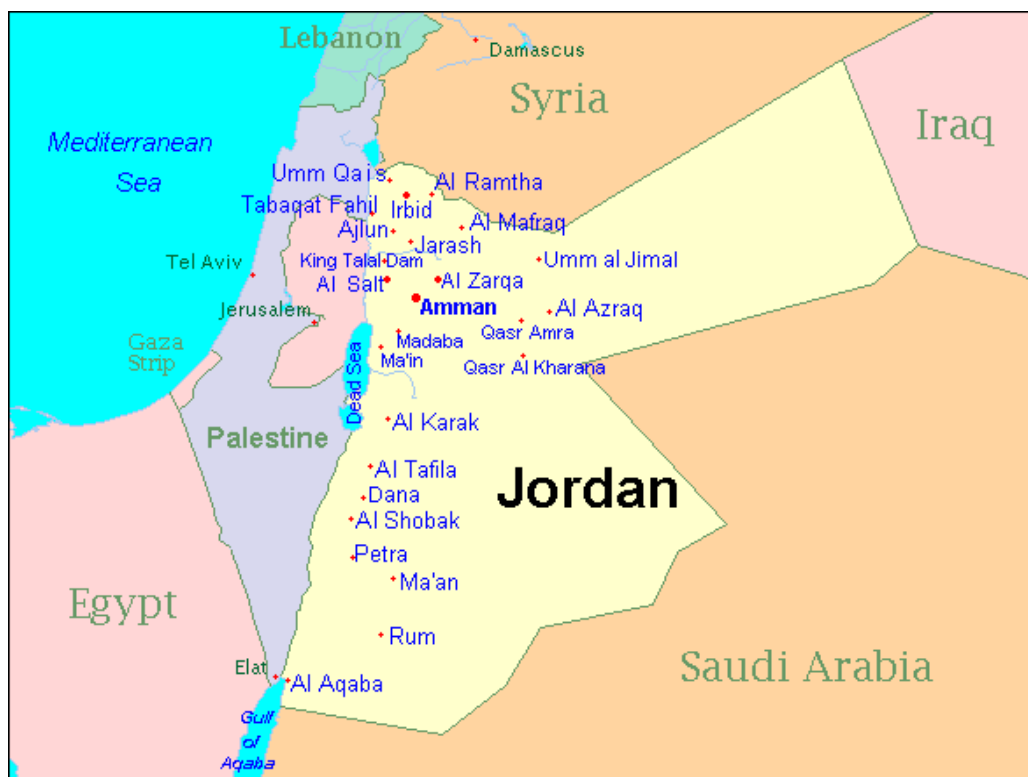 Lebanon
Damascus
Syria
Iraq
Mediterranean
Sea
Umm Qais
Al Ramtha
Tabaqat Fahil
Irbid
Al Mafraq
Ajlun
Jarash
Tel Aviv
King Talal Dam
Umm al Jimal
Al Salt
Al Zarqa
Jerusalem
Amman
Al Azraq
Gaza
Strip
Madaba
Qasr Amra
Ma'in
Qasr Al Kharana
Dead Sea
Al Karak
Palestine
Al Tafila
Jordan
Dana
Al Shobak
Petra
Ma'an
Egypt
Rum
Saudi Arabia
Elat
Al Aqaba
Gulf
of
Aqaba